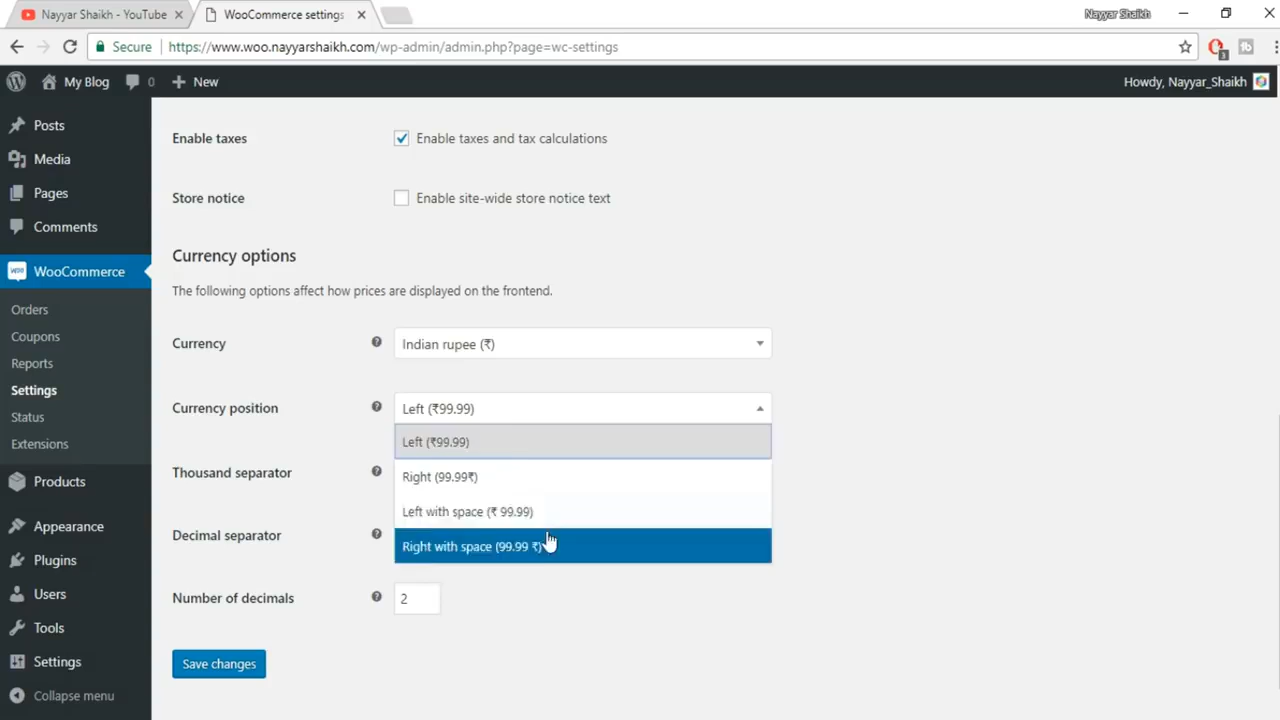 Nayyar Shaikh - YouTube
WooCommerce settings
Nayyar Shaikh
Secure https://www.woo.nayyarshaikh.com/wp-admin/admin.php?page=wc-settings
3
My Blog 0 New Howdy, Nayyar_Shaikh
Posts
Media
Pages
Comments
WooCommerce
Orders
Coupons
Reports
Settings
Status
Extensions
Products
Appearance
Plugins
Users
Tools
Settings
Collapse menu
Enable taxes Enable taxes and tax calculations
Store notice Enable site-wide store notice text
Currency options
The following options affect how prices are displayed on the frontend.
Currency Indian rupee (₹)
Currency position Left (₹99.99)
Left (₹99.99)
Thousand separator Right (99.99₹)
Left with space (₹ 99.99)
Decimal separator Right with space (99.99 ₹)
Number of decimals 2
Save changes